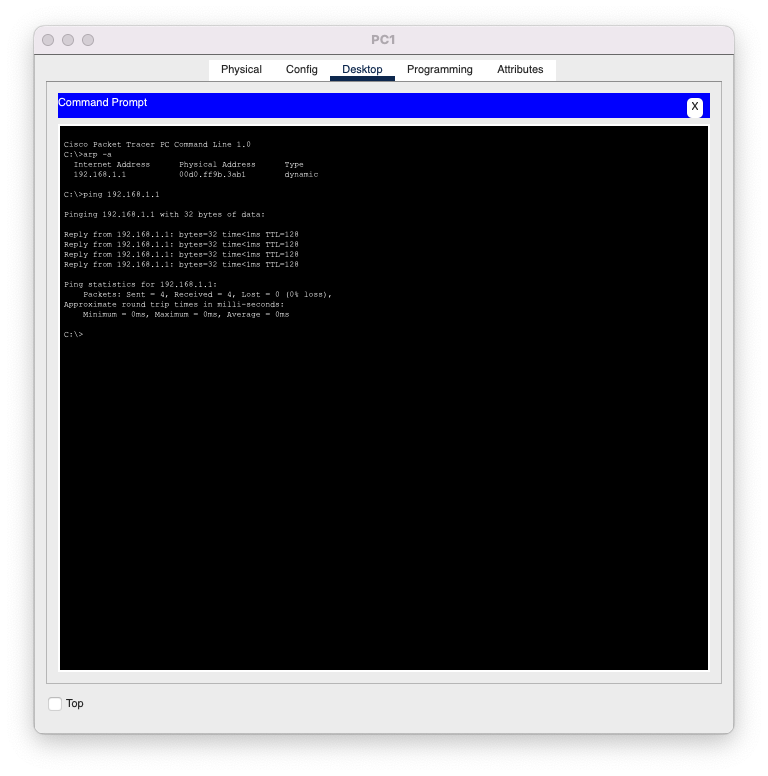 PC1
Physical Config Desktop Programming Attributes
Command Prompt
X
Cisco Packet Tracer PC Command Line 1.0
C:\>arp -a
  Internet Address      Physical Address      Type
  192.168.1.1           00d0.ff9b.3ab1        dynamic
C:\>ping 192.168.1.1
Pinging 192.168.1.1 with 32 bytes of data:
Reply from 192.168.1.1: bytes=32 time<1ms TTL=128
Reply from 192.168.1.1: bytes=32 time<1ms TTL=128
Reply from 192.168.1.1: bytes=32 time<1ms TTL=128
Reply from 192.168.1.1: bytes=32 time<1ms TTL=128
Ping statistics for 192.168.1.1:
    Packets: Sent = 4, Received = 4, Lost = 0 (0% loss),
Approximate round trip times in milli-seconds:
    Minimum = 0ms, Maximum = 0ms, Average = 0ms
C:\>
Top